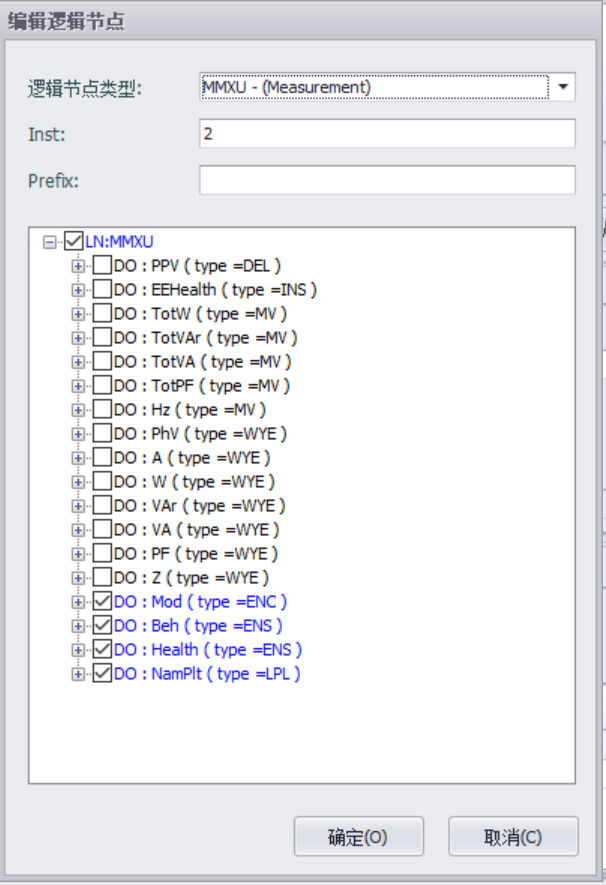 编辑逻辑节点
逻辑节点类型: MMXU - (Measurement)
Inst: 2
Prefix:
LN:MMXU
DO : PPV ( type =DEL )
DO : EEHealth ( type =INS )
DO : TotW ( type =MV )
DO : TotVAr ( type =MV )
DO : TotVA ( type =MV )
DO : TotPF ( type =MV )
DO : Hz ( type =MV )
DO : PhV ( type =WYE )
DO : A ( type =WYE )
DO : W ( type =WYE )
DO : VAr ( type =WYE )
DO : VA ( type =WYE )
DO : PF ( type =WYE )
DO : Z ( type =WYE )
DO : Mod ( type =ENC )
DO : Beh ( type =ENS )
DO : Health ( type =ENS )
DO : NamPlt ( type =LPL )
确定(O) 取消(C)